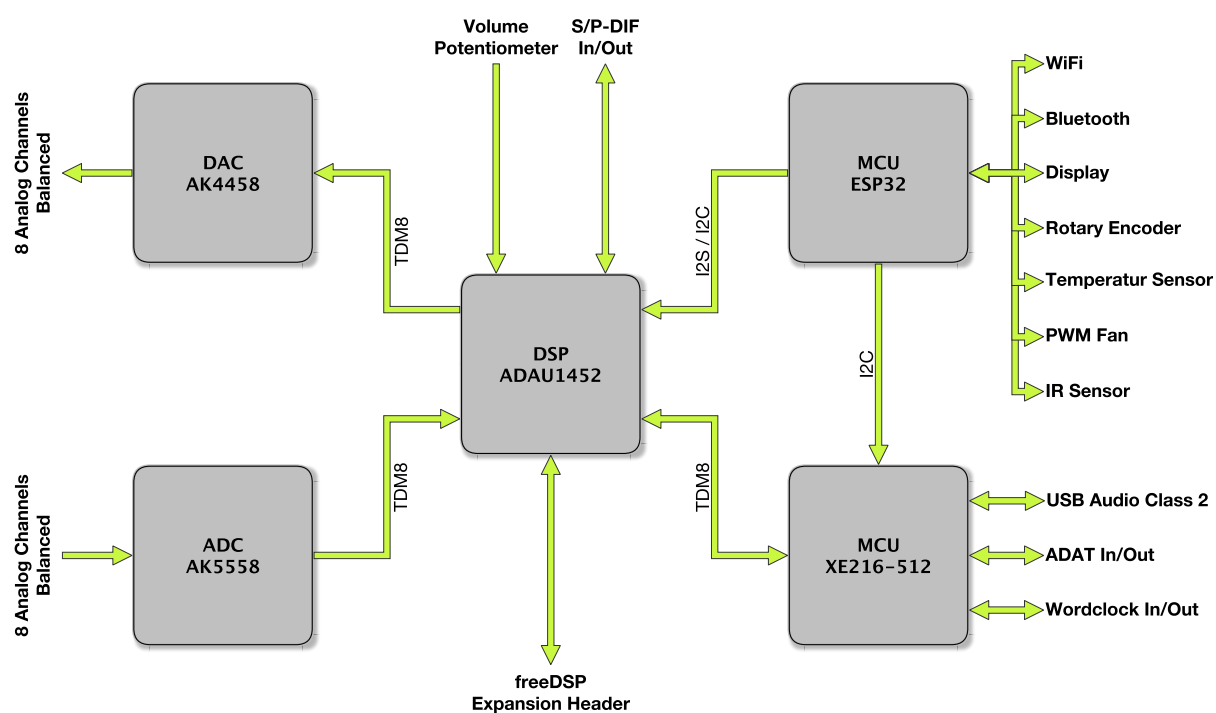 Volume
Potentiometer
S/P-DIF
In/Out
8 Analog Channels
Balanced
DAC
AK4458
TDM8
I2S / I2C
MCU
ESP32
WiFi
Bluetooth
Display
Rotary Encoder
Temperatur Sensor
PWM Fan
IR Sensor
DSP
ADAU1452
I2C
8 Analog Channels
Balanced
ADC
AK5558
TDM8
TDM8
MCU
XE216-512
USB Audio Class 2
ADAT In/Out
Wordclock In/Out
freeDSP
Expansion Header